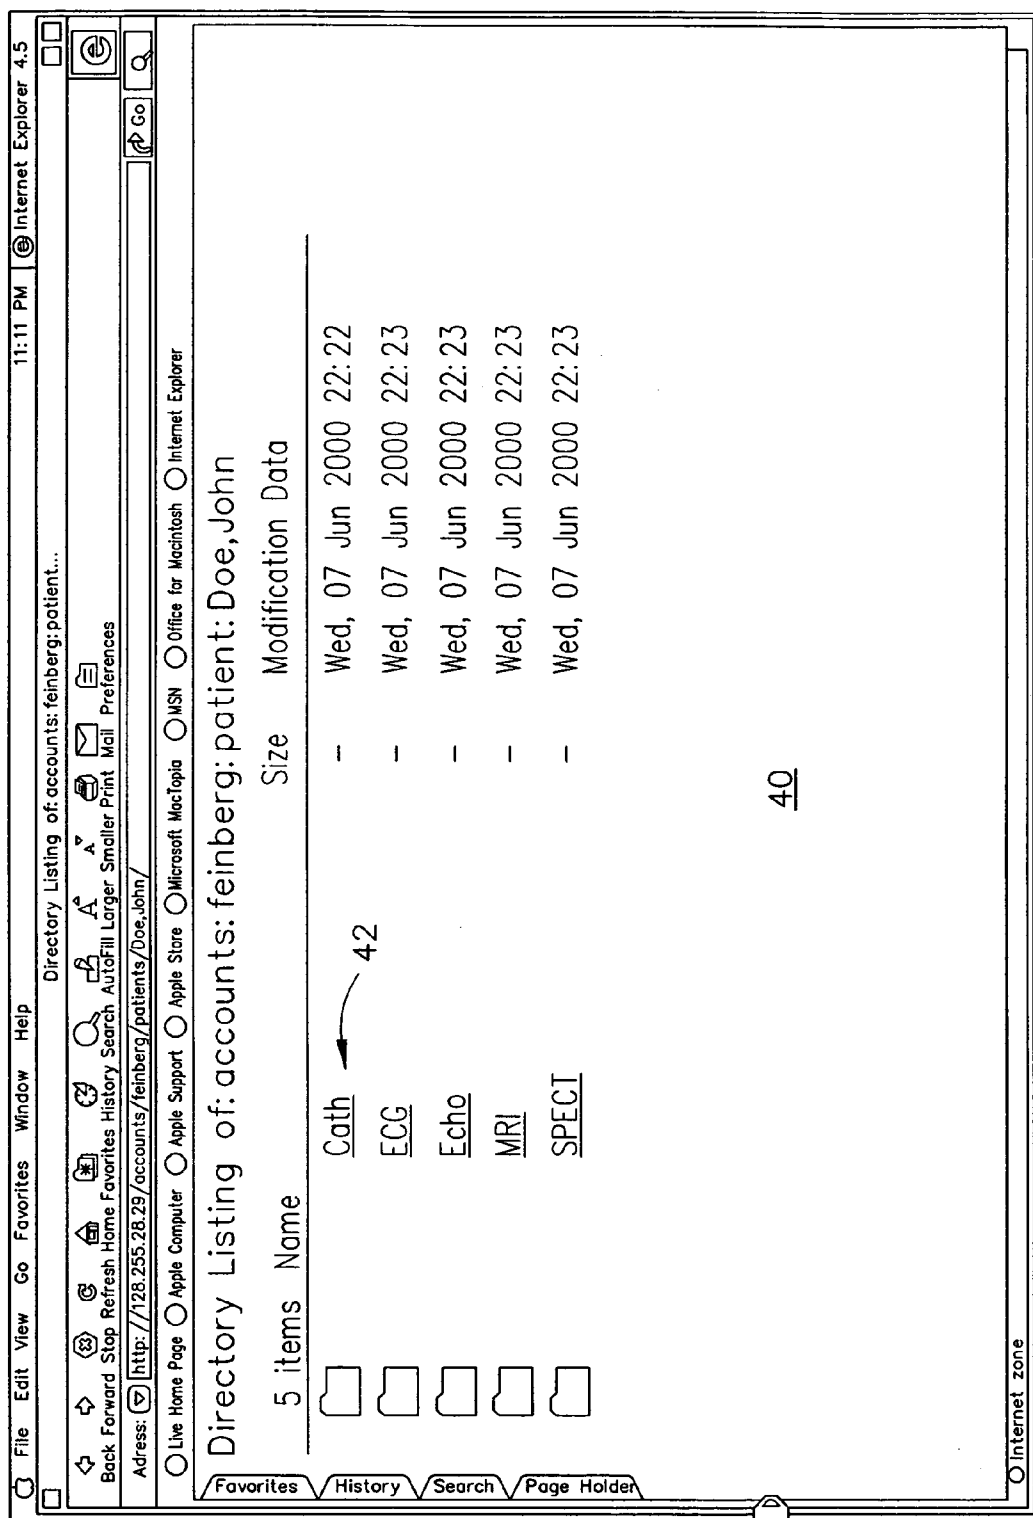 File Edit View Go Favorites Window Help 11:11 PM Internet Explorer 4.5
Directory Listing of: accounts: feinberg: patient...
Back Forward Stop Refresh Home Favorites History Search AutoFill Larger Smaller Print Mail Preferences
Adress: http://128.255.28.29/accounts/feinberg/patients/Doe,John/ Go
Live Home Page Apple Computer Apple Support Apple Store Microsoft MacTopia MSN Office for Macintosh Internet Explorer
Favorites
History
Search
Page Holder
Directory Listing of: accounts: feinberg: patient: Doe,John
5 items Name Size Modification Data
Cath - Wed, 07 Jun 2000 22:22
42
ECG - Wed, 07 Jun 2000 22:23
Echo - Wed, 07 Jun 2000 22:23
MRI - Wed, 07 Jun 2000 22:23
SPECT - Wed, 07 Jun 2000 22:23
40
Internet zone